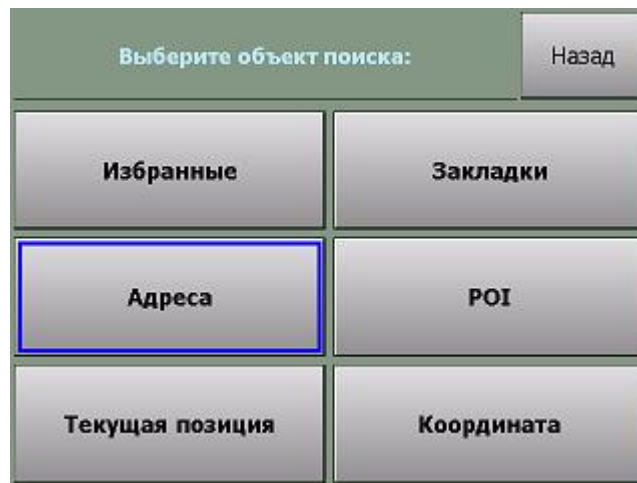 Выберите объект поиска:
Назад
Избранные
Закладки
Адреса
POI
Текущая позиция
Координата